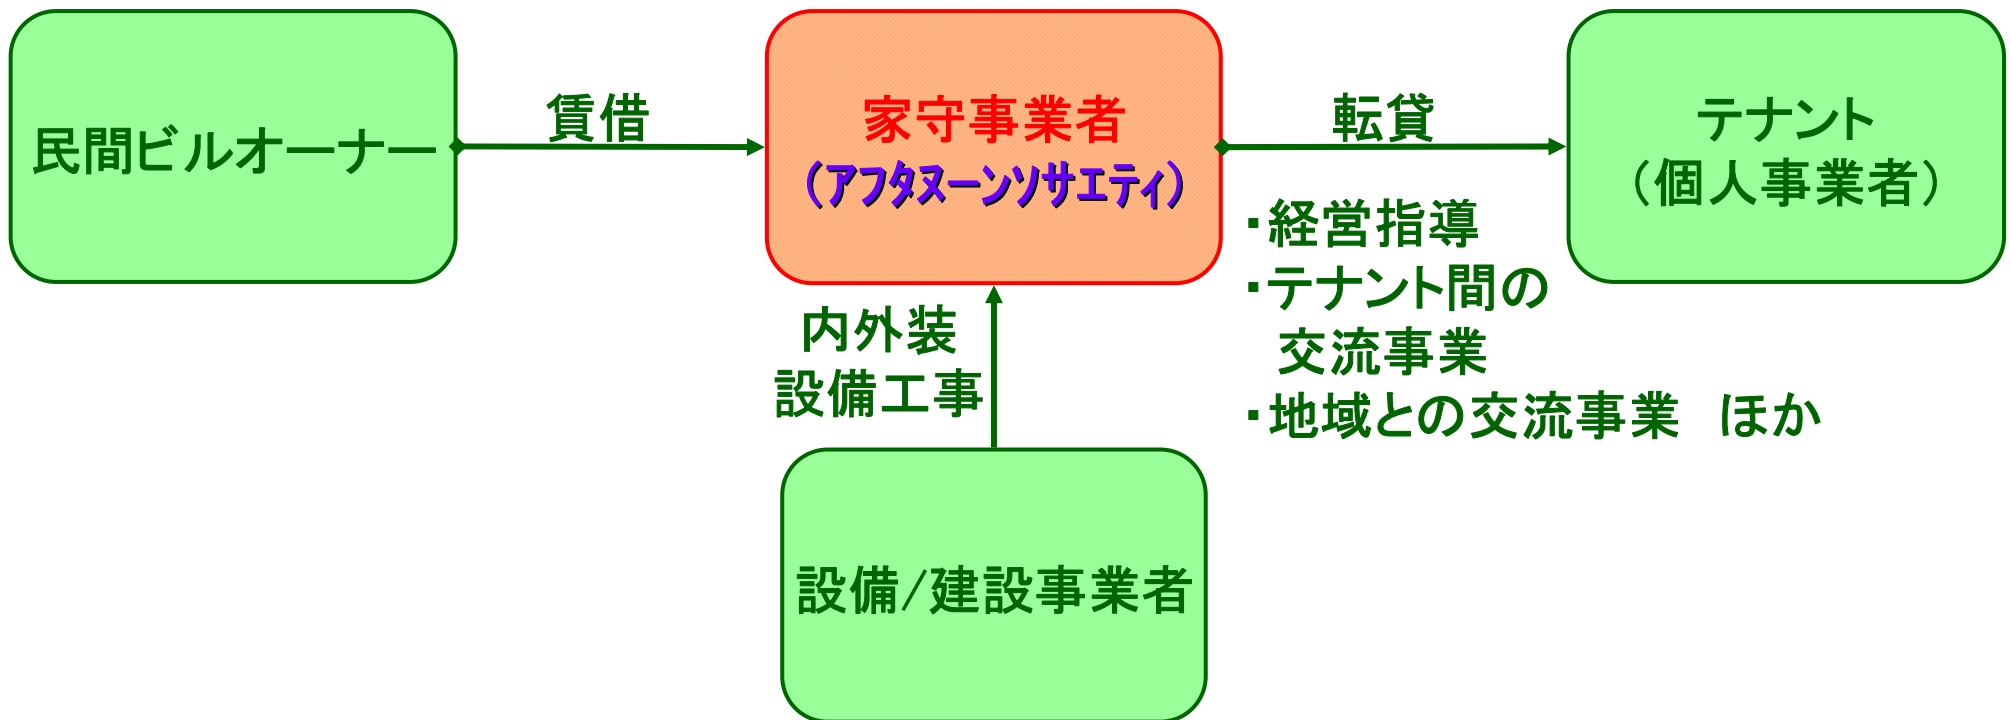 民間ビルオーナー
賃借
家守事業者
（ｱﾌﾀﾇｰﾝｿｻｴﾃｨ）
転貸
テナント
（個人事業者）
・経営指導
・テナント間の
交流事業
・地域との交流事業　ほか
内外装
設備工事
設備/建設事業者